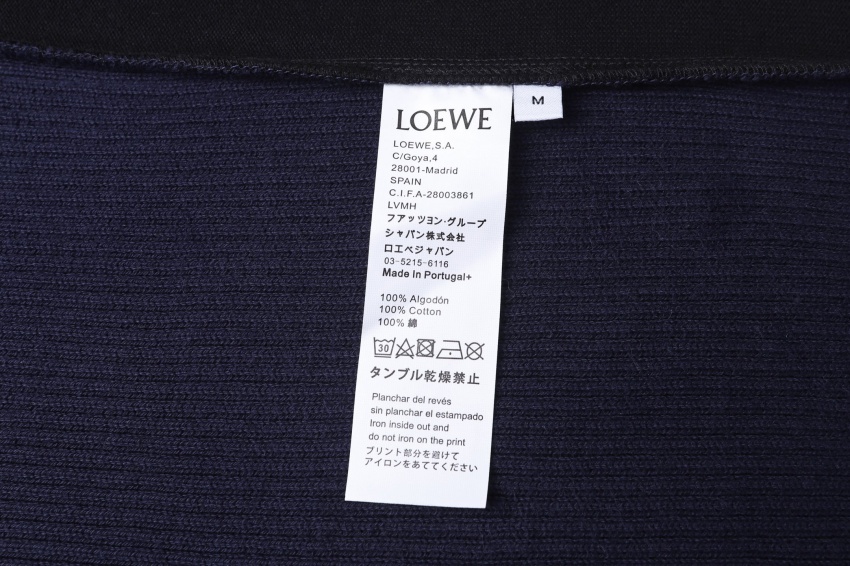 LOEWE
M
LOEWE,S.A.
C/Goya,4
28001-Madrid
SPAIN
C.I.F.A-28003861
LVMH
フアッツョン·グループ
シャパン株式会社
口エベジャパン
03-5215-6116
Made in Portugal+
100% Algodón
100% Cotton
100% 綿
30
タンブル乾燥禁止
Planchar del revés
sin planchar el estampado
Iron inside out and
do not iron on the print
プリント部分を避けて
アイロンをあててください